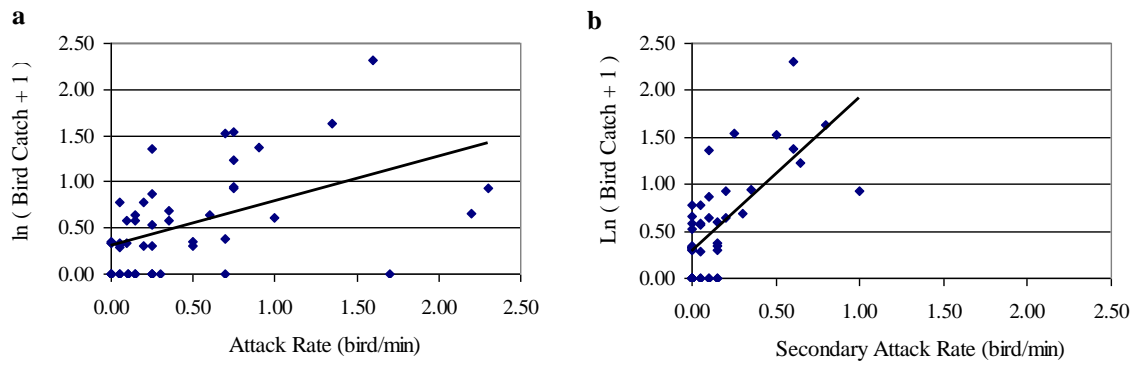 a
ln ( Bird Catch + 1 )
2.50
2.00
1.50
1.00
0.50
0.00
0.00 0.50 1.00 1.50 2.00 2.50
Attack Rate (bird/min)
b
Ln ( Bird Catch + 1 )
2.50
2.00
1.50
1.00
0.50
0.00
0.00 0.50 1.00 1.50 2.00 2.50
Secondary Attack Rate (bird/min)